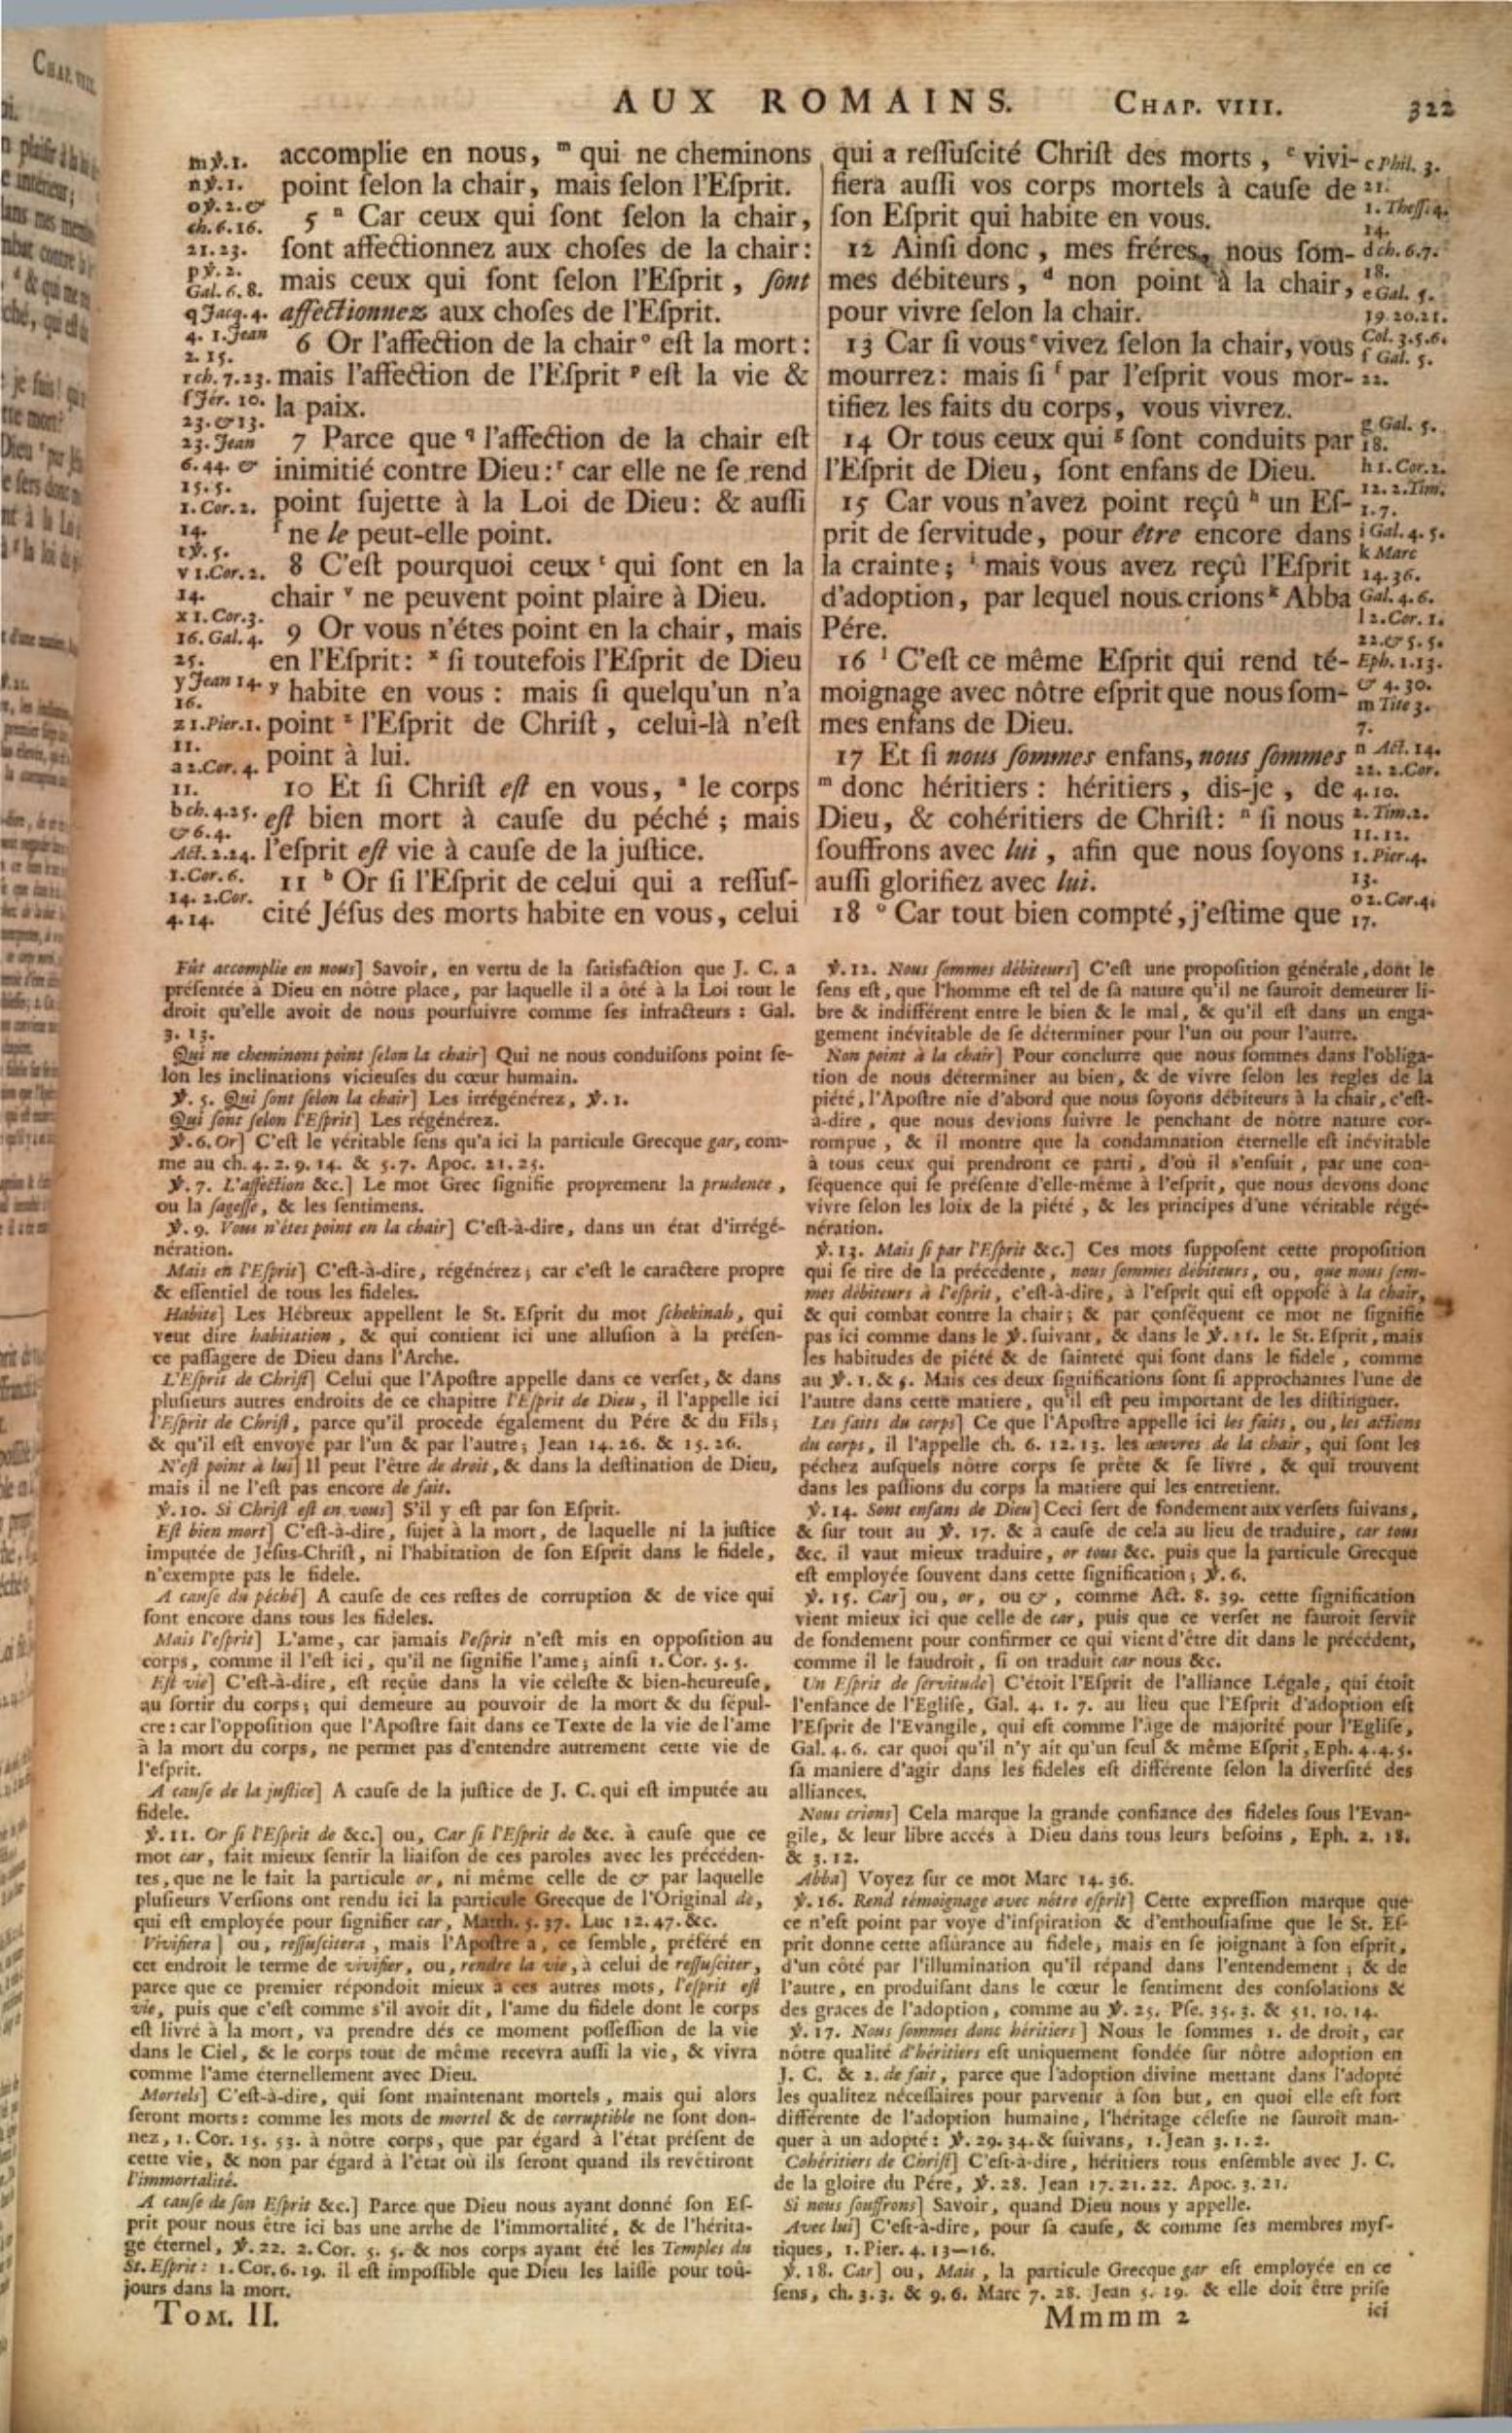 AUX ROMAINS. CHAP. VIII. 322
m ℣.1.
n ℣.1.
o ℣.2.&
ch.6.16.
21.23.
p ℣.2.
Gal.6.8.
q Jacq.4.
4. 1.Jean
2.15.
r ch.7.23.
ſ Jér. 10.
23.&13.
23. Jean
6.44. &
15.5.
1.Cor.2.
14.
t ℣.5.
v 1.Cor.2.
14.
x 1.Cor.3.
16. Gal.4.
25.
y Jean 14.
16.
z 1.Pier.1.
11.
a 2.Cor.4.
11.
b ch.4.25.
&6.4.
Act.2.24.
1.Cor.6.
14. 2.Cor.
4.14.
accomplie en nous, m qui ne cheminons
point ſelon la chair, mais ſelon l'Eſprit.
5 n Car ceux qui ſont ſelon la chair,
ſont affectionnez aux choſes de la chair:
mais ceux qui ſont ſelon l'Eſprit, ſont
affectionnez aux choſes de l'Eſprit.
6 Or l'affection de la chair o eſt la mort:
mais l'affection de l'Eſprit p eſt la vie &
la paix.
7 Parce que q l'affection de la chair eſt
inimitié contre Dieu: r car elle ne ſe rend
point ſujette à la Loi de Dieu: & auſſi
ſ ne le peut-elle point.
8 C'eſt pourquoi ceux t qui ſont en la
chair v ne peuvent point plaire à Dieu.
9 Or vous n'étes point en la chair, mais
en l'Eſprit: x ſi toutefois l'Eſprit de Dieu
y habite en vous: mais ſi quelqu'un n'a
point z l'Eſprit de Chriſt, celui-là n'eſt
point à lui.
10 Et ſi Chriſt eſt en vous, a le corps
eſt bien mort à cauſe du péché; mais
l'eſprit eſt vie à cauſe de la juſtice.
11 b Or ſi l'Eſprit de celui qui a reſſuſ-
cité Jéſus des morts habite en vous, celui
qui a reſſuſcité Chriſt des morts, c vivi-
fiera auſſi vos corps mortels à cauſe de
ſon Eſprit qui habite en vous.
12 Ainſi donc, mes fréres, nous ſom-
mes débiteurs, d non point à la chair,
pour vivre ſelon la chair.
13 Car ſi vous e vivez ſelon la chair, vous
mourrez: mais ſi f par l'eſprit vous mor-
tifiez les faits du corps, vous vivrez.
14 Or tous ceux qui g ſont conduits par
l'Eſprit de Dieu, ſont enfans de Dieu.
15 Car vous n'avez point reçû h un Eſ-
prit de ſervitude, pour être encore dans
la crainte; i mais vous avez reçû l'Eſprit
d'adoption, par lequel nous crions k Abba
Pére.
16 l C'eſt ce même Eſprit qui rend té-
moignage avec nôtre eſprit que nous ſom-
mes enfans de Dieu.
17 Et ſi nous ſommes enfans, nous ſommes
m donc héritiers: héritiers, dis-je, de
Dieu, & cohéritiers de Chriſt: n ſi nous
ſouffrons avec lui, afin que nous ſoyons
auſſi glorifiez avec lui.
18 o Car tout bien compté, j'eſtime que
c Phil. 3.
21.
1. Theſſ.4.
14.
d ch.6.7.
18.
e Gal. 5.
19.20.21.
Col. 3.5.6.
f Gal. 5.
22.
g Gal. 5.
18.
h 1.Cor.2.
12. 2.Tim.
1.7.
i Gal.4.5.
k Marc
14.36.
Gal.4.6.
l 2.Cor. 1.
22.&5.5.
Eph.1.13.
& 4.30.
m Tite 3.
7.
n Act.14.
22. 2.Cor.
4.10.
2.Tim.2.
11.12.
1.Pier.4.
13.
o 2.Cor.4.
17.
Fût accomplie en nous] Savoir, en vertu de la ſatisfaction que J. C. a
préſentée à Dieu en nôtre place, par laquelle il a ôté à la Loi tout le
droit qu'elle avoit de nous pourſuivre comme ſes infracteurs: Gal.
3. 13.
Qui ne cheminons point ſelon la chair] Qui ne nous conduiſons point ſe-
lon les inclinations vicieuſes du cœur humain.
℣. 5. Qui ſont ſelon la chair] Les irrégénérez, ℣. 1.
Qui ſont ſelon l'Eſprit] Les régénérez.
℣. 6. Or] C'eſt le véritable ſens qu'a ici la particule Grecque gar, com-
me au ch. 4. 2. 9. 14. & 5. 7. Apoc. 21. 25.
℣. 7. L'affection &c.] Le mot Grec ſignifie proprement la prudence,
ou la ſageſſe, & les ſentimens.
℣. 9. Vous n'êtes point en la chair] C'eſt-à-dire, dans un état d'irrégé-
nération.
Mais en l'Eſprit] C'eſt-à-dire, régénérez; car c'eſt le caractere propre
& eſſentiel de tous les fideles.
Habite] Les Hébreux appellent le St. Eſprit du mot ſchekinah, qui
veut dire habitation, & qui contient ici une alluſion à la préſen-
ce paſſagere de Dieu dans l'Arche.
L'Eſprit de Chriſt] Celui que l'Apoſtre appelle dans ce verſet, & dans
pluſieurs autres endroits de ce chapitre l'Eſprit de Dieu, il l'appelle ici
l'Eſprit de Chriſt, parce qu'il procede également du Pére & du Fils;
& qu'il eſt envoyé par l'un & par l'autre; Jean 14. 26. & 15. 26.
N'eſt point à lui] Il peut l'être de droit, & dans la deſtination de Dieu,
mais il ne l'eſt pas encore de fait.
℣. 10. Si Chriſt eſt en vous] S'il y eſt par ſon Eſprit.
Eſt bien mort] C'eſt-à-dire, ſujet à la mort, de laquelle ni la juſtice
imputée de Jéſus-Chriſt, ni l'habitation de ſon Eſprit dans le fidele,
n'exempte pas le fidele.
A cauſe du péché] A cauſe de ces reſtes de corruption & de vice qui
ſont encore dans tous les fideles.
Mais l'eſprit] L'ame, car jamais l'eſprit n'eſt mis en oppoſition au
corps, comme il l'eſt ici, qu'il ne ſignifie l'ame; ainſi 1. Cor. 5. 5.
Eſt vie] C'eſt-à-dire, eſt reçûe dans la vie céleſte & bien-heureuſe,
au ſortir du corps; qui demeure au pouvoir de la mort & du ſépul-
cre: car l'oppoſition que l'Apoſtre fait dans ce Texte de la vie de l'ame
à la mort du corps, ne permet pas d'entendre autrement cette vie de
l'eſprit.
A cauſe de la juſtice] A cauſe de la juſtice de J. C. qui eſt imputée au
fidele.
℣. 11. Or ſi l'Eſprit de &c.] ou, Car ſi l'Eſprit de &c. à cauſe que ce
mot car, fait mieux ſentir la liaiſon de ces paroles avec les précéden-
tes, que ne le fait la particule or, ni même celle de & par laquelle
pluſieurs Verſions ont rendu ici la particule Grecque de l'Original de,
qui eſt employée pour ſignifier car, Matth. 5. 37. Luc 12. 47. &c.
Vivifiera] ou, reſſuſcitera, mais l'Apoſtre a, ce ſemble, préféré en
cet endroit le terme de vivifier, ou, rendre la vie, à celui de reſſuſciter,
parce que ce premier répondoit mieux à ces autres mots, l'eſprit eſt
vie, puis que c'eſt comme s'il avoit dit, l'ame du fidele dont le corps
eſt livré à la mort, va prendre dés ce moment poſſeſſion de la vie
dans le Ciel, & le corps tout de même recevra auſſi la vie, & vivra
comme l'ame éternellement avec Dieu.
Mortels] C'eſt-à-dire, qui ſont maintenant mortels, mais qui alors
ſeront morts: comme les mots de mortel & de corruptible ne ſont don-
nez, 1. Cor. 15. 53. à nôtre corps, que par égard à l'état préſent de
cette vie, & non par égard à l'état où ils ſeront quand ils revêtiront
l'immortalité.
A cauſe de ſon Eſprit &c.] Parce que Dieu nous ayant donné ſon Eſ-
prit pour nous être ici bas une arrhe de l'immortalité, & de l'hérita-
ge éternel, ℣. 22. 2. Cor. 5. 5. & nos corps ayant été les Temples du
St. Eſprit: 1. Cor. 6. 19. il eſt impoſſible que Dieu les laiſſe pour toû-
jours dans la mort.
℣. 12. Nous ſommes débiteurs] C'eſt une propoſition générale, dont le
ſens eſt, que l'homme eſt tel de ſa nature qu'il ne ſauroit demeurer li-
bre & indifférent entre le bien & le mal, & qu'il eſt dans un enga-
gement inévitable de ſe déterminer pour l'un ou pour l'autre.
Non point à la chair] Pour conclurre que nous ſommes dans l'obliga-
tion de nous déterminer au bien, & de vivre ſelon les regles de la
piété, l'Apoſtre nie d'abord que nous ſoyons débiteurs à la chair, c'eſt-
à-dire, que nous devions ſuivre le penchant de nôtre nature cor-
rompue, & il montre que la condamnation éternelle eſt inévitable
à tous ceux qui prendront ce parti, d'où il s'enſuit, par une con-
ſéquence qui ſe préſente d'elle-même à l'eſprit, que nous devons donc
vivre ſelon les loix de la piété, & les principes d'une véritable régé-
nération.
℣. 13. Mais ſi par l'Eſprit &c.] Ces mots ſuppoſent cette propoſition
qui ſe tire de la précédente, nous ſommes débiteurs, ou, que nous ſom-
mes débiteurs à l'eſprit, c'eſt-à-dire, à l'eſprit qui eſt oppoſé à la chair,
& qui combat contre la chair; & par conſéquent ce mot ne ſignifie
pas ici comme dans le ℣. ſuivant, & dans le ℣. 11. le St. Eſprit, mais
les habitudes de piété & de ſainteté qui ſont dans le fidele, comme
au ℣. 1. & 5. Mais ces deux ſignifications ſont ſi approchantes l'une de
l'autre dans cette matiere, qu'il eſt peu important de les diſtinguer.
Les faits du corps] Ce que l'Apoſtre appelle ici les faits, ou, les actions
du corps, il l'appelle ch. 6. 12. 13. les œuvres de la chair, qui ſont les
péchez auſquels nôtre corps ſe prête & ſe livre, & qui trouvent
dans les paſſions du corps la matiere qui les entretient.
℣. 14. Sont enfans de Dieu] Ceci ſert de fondement aux verſets ſuivans,
& ſur tout au ℣. 17. & à cauſe de cela au lieu de traduire, car tous
&c. il vaut mieux traduire, or tous &c. puis que la particule Grecque
eſt employée ſouvent dans cette ſignification; ℣. 6.
℣. 15. Car] ou, or, ou &, comme Act. 8. 39. cette ſignification
vient mieux ici que celle de car, puis que ce verſet ne ſauroit ſervir
de fondement pour confirmer ce qui vient d'être dit dans le précédent,
comme il le faudroit, ſi on traduit car nous &c.
Un Eſprit de ſervitude] C'étoit l'Eſprit de l'alliance Légale, qui étoit
l'enfance de l'Egliſe, Gal. 4. 1. 7. au lieu que l'Eſprit d'adoption eſt
l'Eſprit de l'Evangile, qui eſt comme l'âge de majorité pour l'Egliſe,
Gal. 4. 6. car quoi qu'il n'y ait qu'un ſeul & même Eſprit, Eph. 4. 4. 5.
ſa maniere d'agir dans les fideles eſt différente ſelon la diverſité des
alliances.
Nous crions] Cela marque la grande confiance des fideles ſous l'Evan-
gile, & leur libre accés à Dieu dans tous leurs beſoins, Eph. 2. 18.
& 3. 12.
Abba] Voyez ſur ce mot Marc 14. 36.
℣. 16. Rend témoignage avec nôtre eſprit] Cette expreſſion marque que
ce n'eſt point par voye d'inſpiration & d'enthouſiaſme que le St. Eſ-
prit donne cette aſſûrance au fidele, mais en ſe joignant à ſon eſprit,
d'un côté par l'illumination qu'il répand dans l'entendement; & de
l'autre, en produiſant dans le cœur le ſentiment des conſolations &
des graces de l'adoption, comme au ℣. 25. Pſe. 35. 3. & 51. 10. 14.
℣. 17. Nous ſommes donc héritiers] Nous le ſommes 1. de droit, car
nôtre qualité d'héritiers eſt uniquement fondée ſur nôtre adoption en
J. C. & 2. de fait, parce que l'adoption divine mettant dans l'adopté
les qualitez néceſſaires pour parvenir à ſon but, en quoi elle eſt fort
différente de l'adoption humaine, l'héritage céleſte ne ſauroit man-
quer à un adopté: ℣. 29. 34. & ſuivans, 1. Jean 3. 1. 2.
Cohéritiers de Chriſt] C'eſt-à-dire, héritiers tous enſemble avec J. C.
de la gloire du Pére, ℣. 28. Jean 17. 21. 22. Apoc. 3. 21.
Si nous ſouffrons] Savoir, quand Dieu nous y appelle.
Avec lui] C'eſt-à-dire, pour ſa cauſe, & comme ſes membres myſ-
tiques, 1. Pier. 4. 13—16.
℣. 18. Car] ou, Mais, la particule Grecque gar eſt employée en ce
ſens, ch. 3. 3. & 9. 6. Marc 7. 28. Jean 5. 19. & elle doit être priſe
TOM. II. Mmmm 2 ici